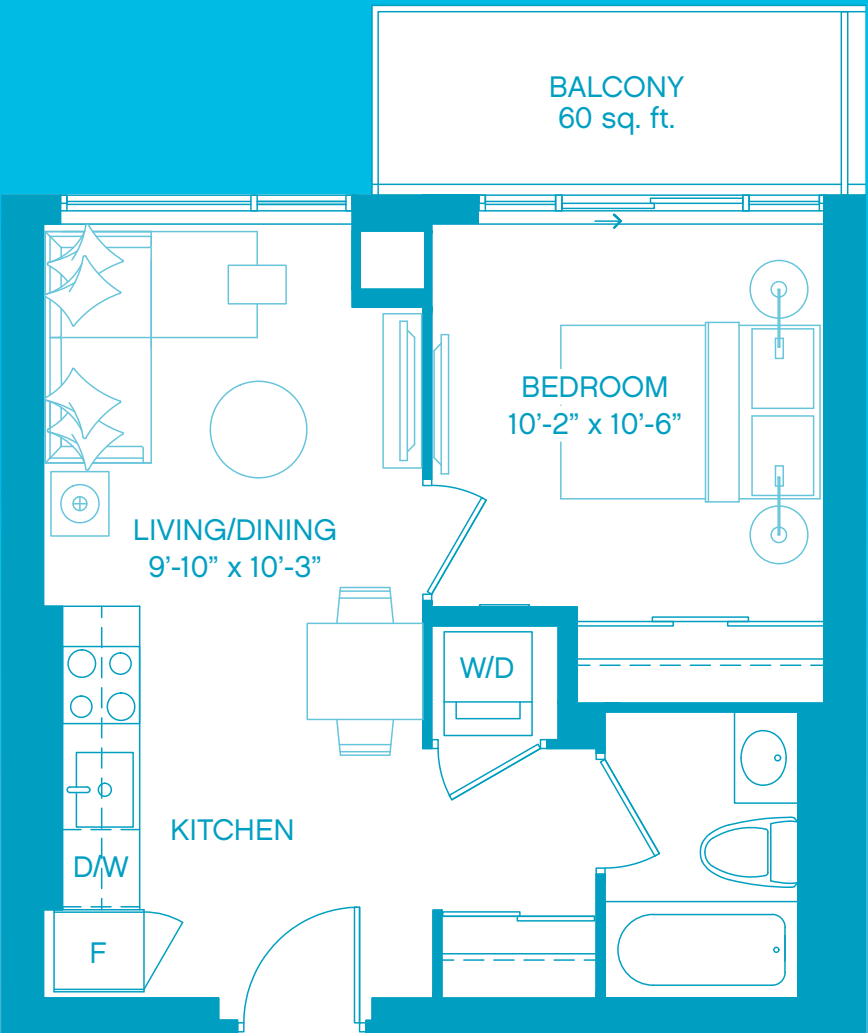 BALCONY
60 sq. ft.
BEDROOM
10’-2” x 10’-6”
LIVING/DINING
9’-10” x 10’-3”
W/D
KITCHEN
D/W
F